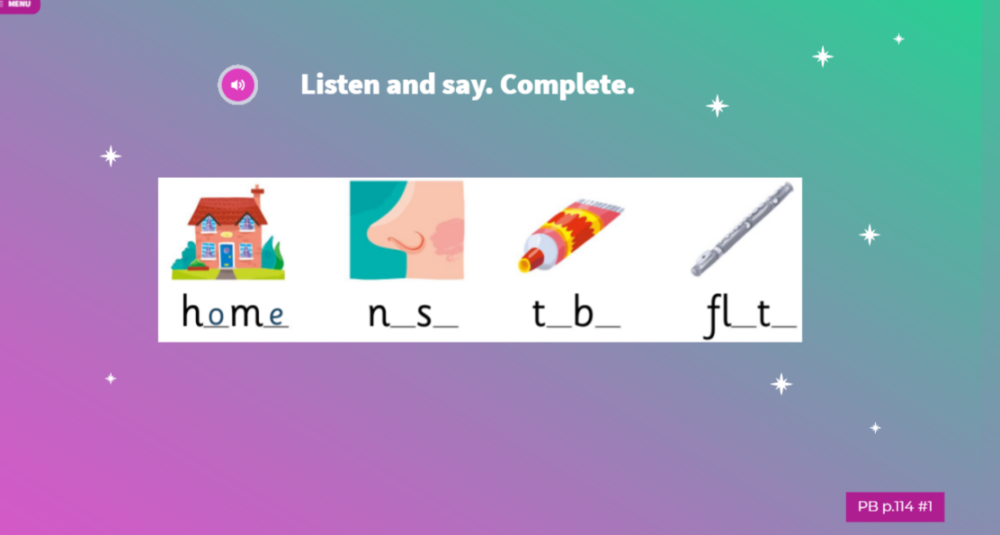 MENU
Listen and say. Complete.
home n_s_ t_b_ fl_t_
PB p.114 #1